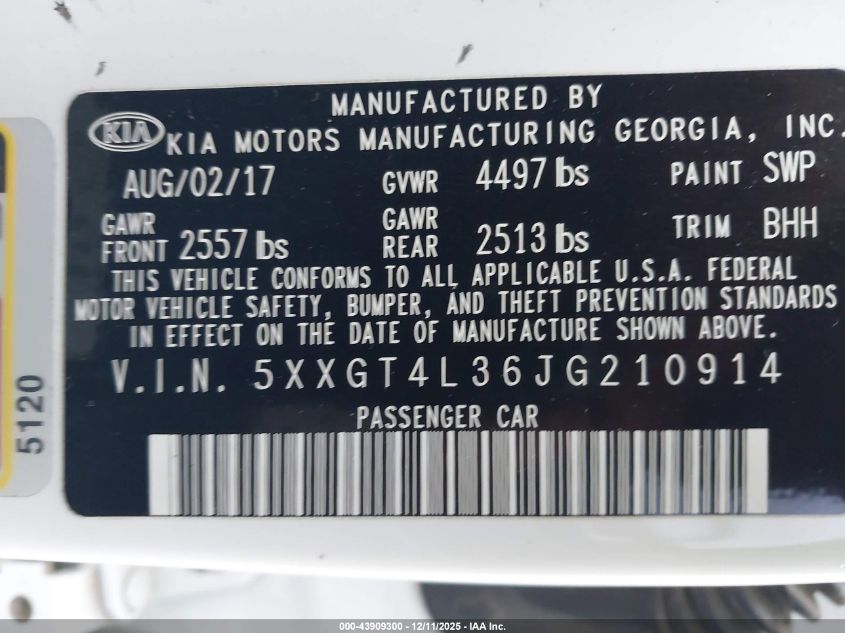 MANUFACTURED BY
KIA KIA MOTORS MANUFACTURING GEORGIA, INC.
AUG/02/17 GVWR 4497 lbs PAINT SWP
GAWR FRONT 2557 lbs GAWR REAR 2513 lbs TRIM BHH
THIS VEHICLE CONFORMS TO ALL APPLICABLE U.S.A. FEDERAL
MOTOR VEHICLE SAFETY, BUMPER, AND THEFT PREVENTION STANDARDS
IN EFFECT ON THE DATE OF MANUFACTURE SHOWN ABOVE.
V.I.N. 5XXGT4L36JG210914
PASSENGER CAR
5120
000-43909300 - 12/11/2025 - IAA Inc.